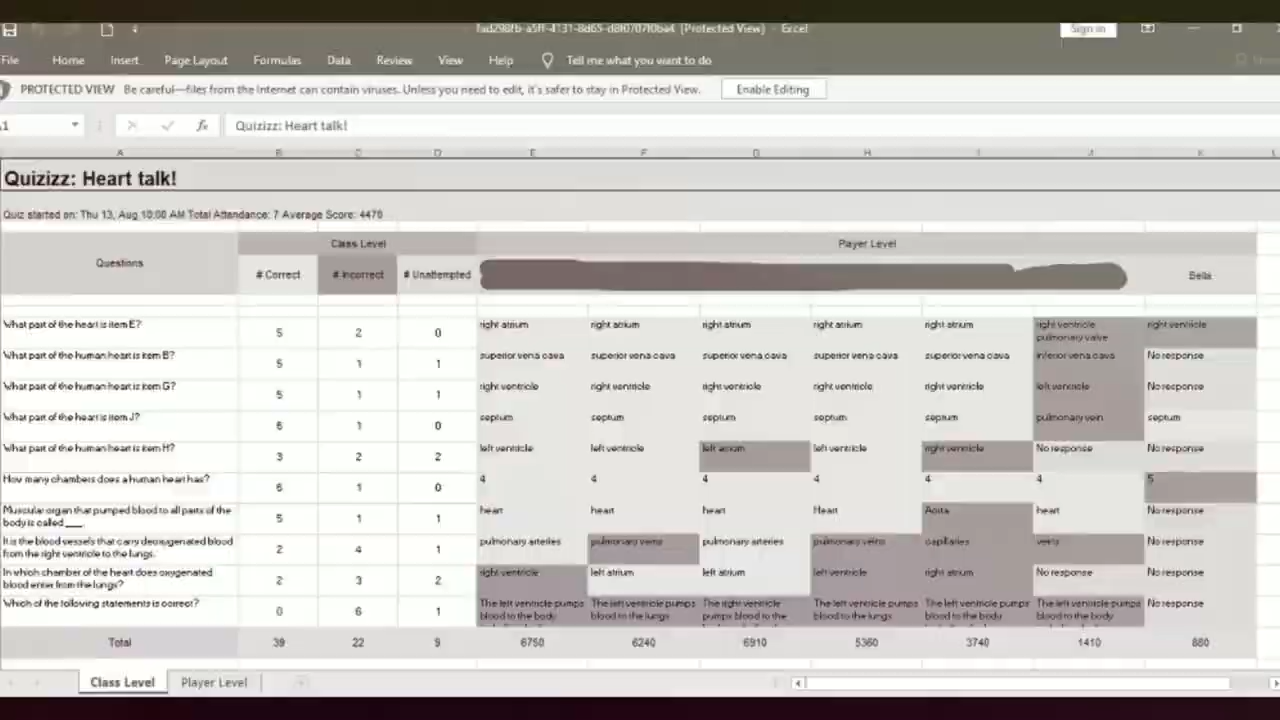 (Protected View) - Excel
Sign in
File Home Insert Page Layout Formulas Data Review View Help Tell me what you want to do
PROTECTED VIEW Be careful—files from the Internet can contain viruses. Unless you need to edit, it's safer to stay in Protected View. Enable Editing
Quizizz: Heart talk!
Quizizz: Heart talk!
Quiz started on: Thu 13, Aug 10:00 AM Total Attendance: 7 Average Score: 4470
Class Level Player Level
Questions # Correct # Incorrect # Unattempted Bella
What part of the heart is item E? 5 2 0 right atrium right atrium right atrium right atrium right atrium right ventricle right ventricle
pulmonary valve
What part of the human heart is item B? 5 1 1 superior vena cava superior vena cava superior vena cava superior vena cava superior vena cava inferior vena cava No response
What part of the human heart is item G? 5 1 1 right ventricle right ventricle right ventricle right ventricle right ventricle left ventricle No response
What part of the heart is item J? 6 1 0 septum septum septum septum septum pulmonary vein septum
What part of the human heart is item H? 3 2 2 left ventricle left ventricle left atrium left ventricle right ventricle No response No response
How many chambers does a human heart has? 6 1 0 4 4 4 4 4 4 5
Muscular organ that pumped blood to all parts of the
body is called ___. 5 1 1 heart heart heart Heart Aorta heart No response
It is the blood vessels that carry deoxygenated blood
from the right ventricle to the lungs. 2 4 1 pulmonary arteries pulmonary veins pulmonary arteries pulmonary veins capillaries veins No response
In which chamber of the heart does oxygenated
blood enter from the lungs? 2 3 2 right ventricle left atrium left atrium left ventricle right atrium No response No response
Which of the following statements is correct? 0 6 1 The left ventricle pumps The left ventricle pumps The right ventricle The left ventricle pumps The left ventricle pumps The left ventricle pumps No response
blood to the body blood to the lungs pumps blood to the blood to the lungs blood to the body blood to the body
Total 39 22 9 6750 6240 6910 5360 3740 1410 880
Class Level Player Level